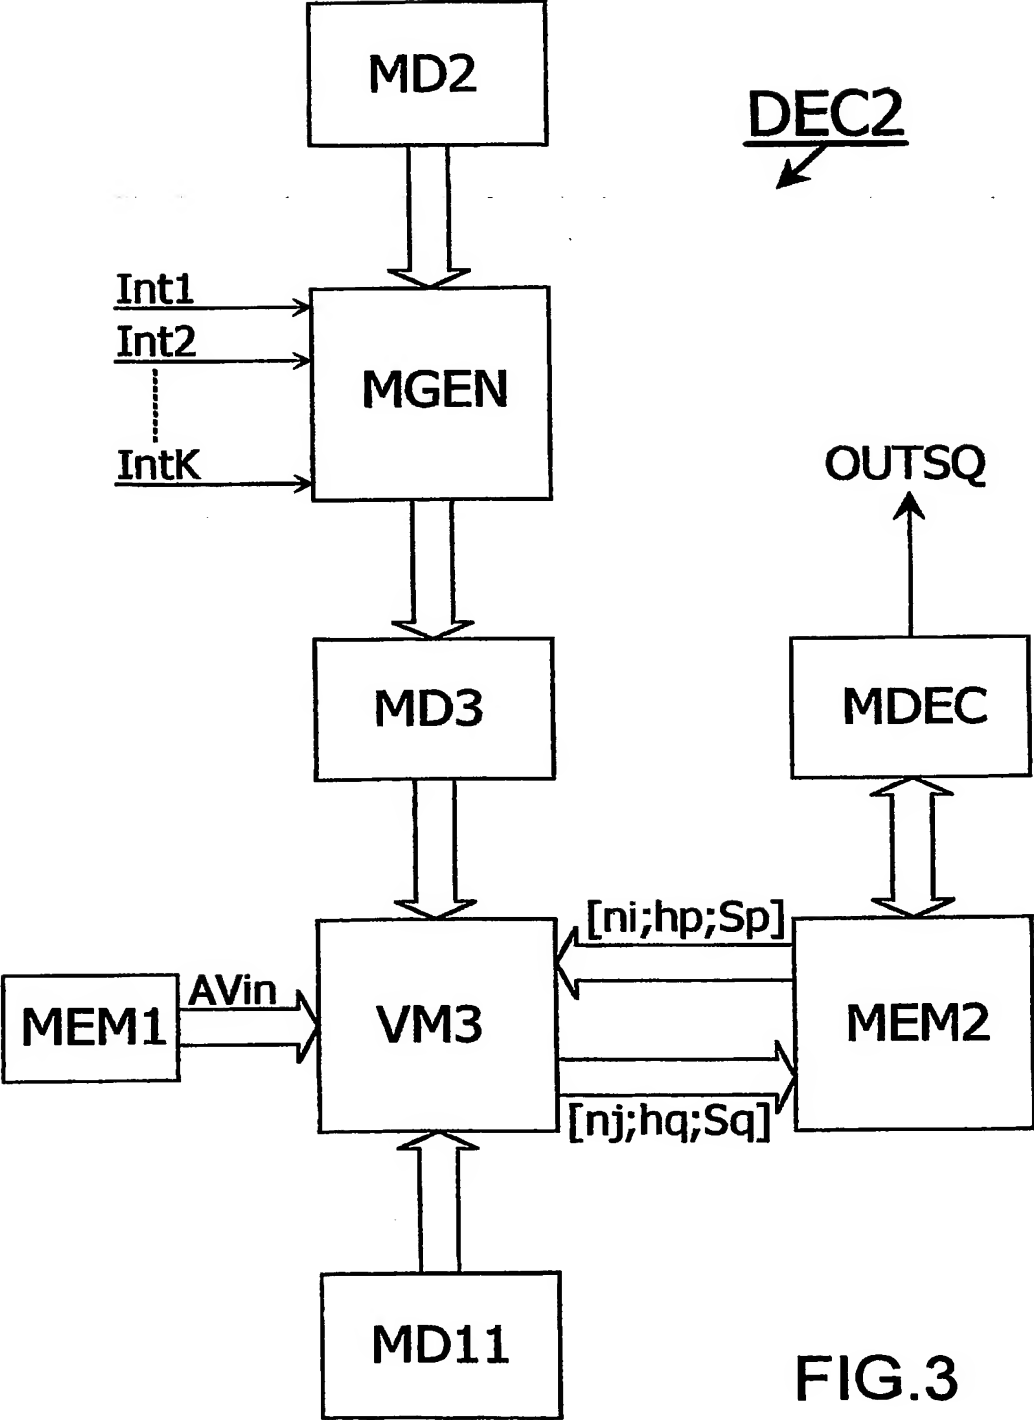 MD2
DEC2
Int1
Int2
MGEN
IntK
OUTSQ
MD3
MDEC
[ni;hp;Sp]
AVin
MEM1
VM3
MEM2
[nj;hq;Sq]
MD11
FIG.3